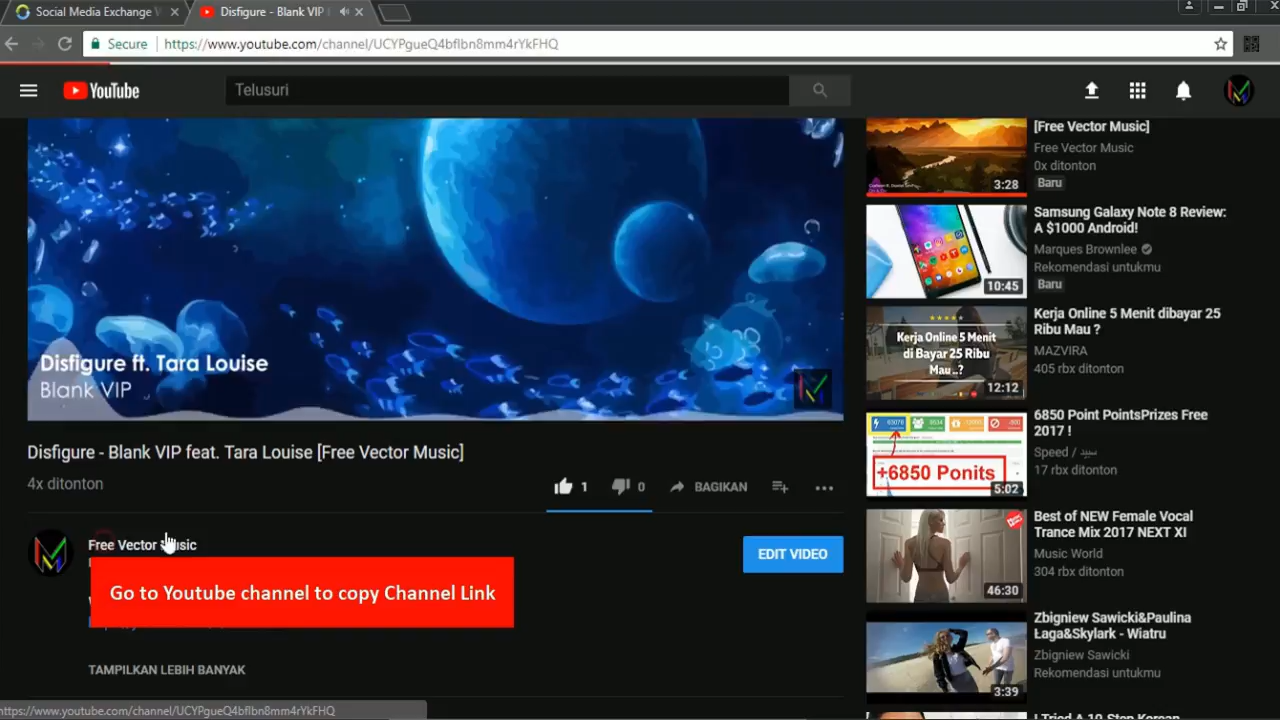 Social Media Exchange
Disfigure - Blank VIP
Secure
https://www.youtube.com/channel/UCYPgueQ4bflbn8mm4rYkFHQ
YouTube
Telusuri
Disfigure ft. Tara Louise
Blank VIP
Disfigure - Blank VIP feat. Tara Louise [Free Vector Music]
4x ditonton
1
0
BAGIKAN
Free Vector Music
EDIT VIDEO
Go to Youtube channel to copy Channel Link
TAMPILKAN LEBIH BANYAK
[Free Vector Music]
Free Vector Music
0x ditonton
Baru
3:28
Samsung Galaxy Note 8 Review:
A $1000 Android!
Marques Brownlee
Rekomendasi untukmu
Baru
10:45
Kerja Online 5 Menit
di Bayar 25 Ribu
Mau ..?
12:12
Kerja Online 5 Menit dibayar 25
Ribu Mau ?
MAZVIRA
405 rbx ditonton
+6850 Ponits
5:02
6850 Point PointsPrizes Free
2017 !
Speed / سبيد
17 rbx ditonton
46:30
Best of NEW Female Vocal
Trance Mix 2017 NEXT XI
Music World
304 rbx ditonton
3:39
Zbigniew Sawicki&Paulina
Łaga&Skylark - Wiatru
Zbigniew Sawicki
Rekomendasi untukmu
I Tried A 10-Step Korean
https://www.youtube.com/channel/UCYPgueQ4bflbn8mm4rYkFHQ